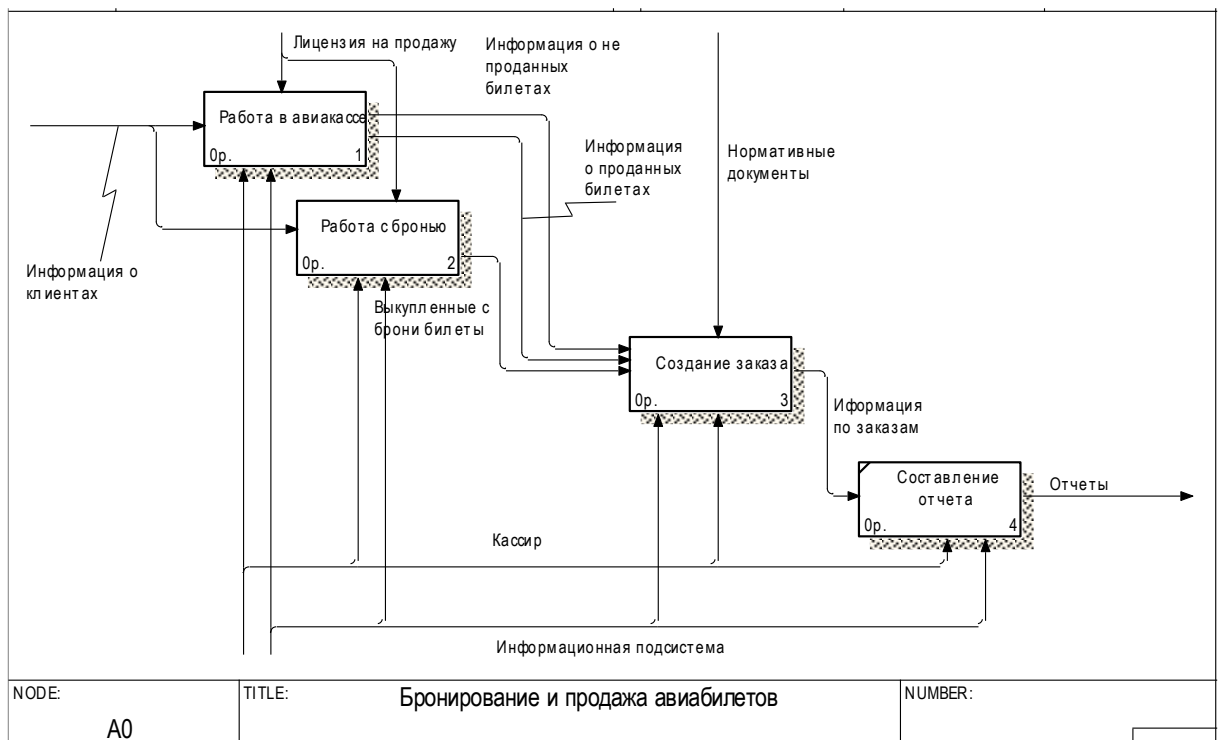 Лицензия на продажу
Информация о не
проданных
билетах
Работа в авиакассе
0р.
1
Информация
о проданных
билетах
Нормативные
документы
Работа с бронью
0р.
2
Информация о
клиентах
Выкупленные с
брони билеты
Создание заказа
0р.
3
Иформация
по заказам
Составление
отчета
0р.
4
Отчеты
Кассир
Информационная подсистема
NODE:
A0
TITLE:
Бронирование и продажа авиабилетов
NUMBER: